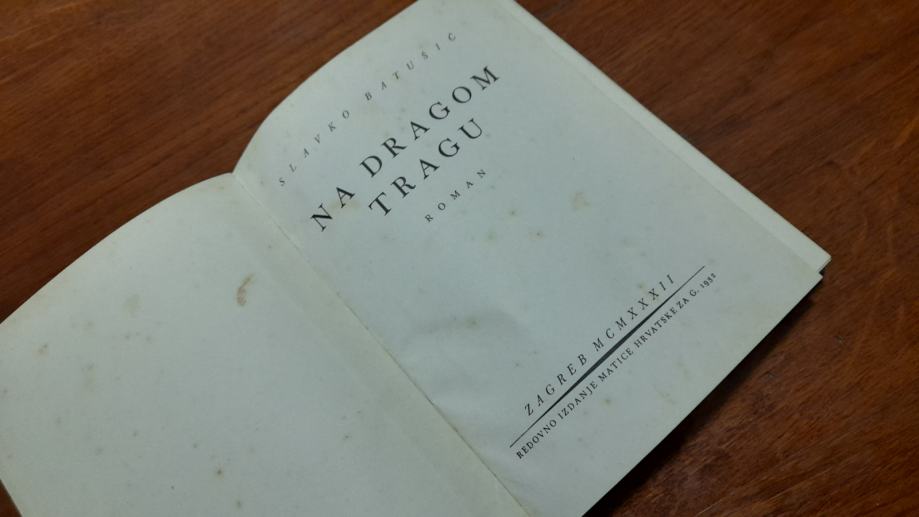 SLAVKO BATUŠIĆ
NA DRAGOM
TRAGU
ROMAN
ZAGREB MCMXXXII
REDOVNO IZDANJE MATICE HRVATSKE ZA G. 1932